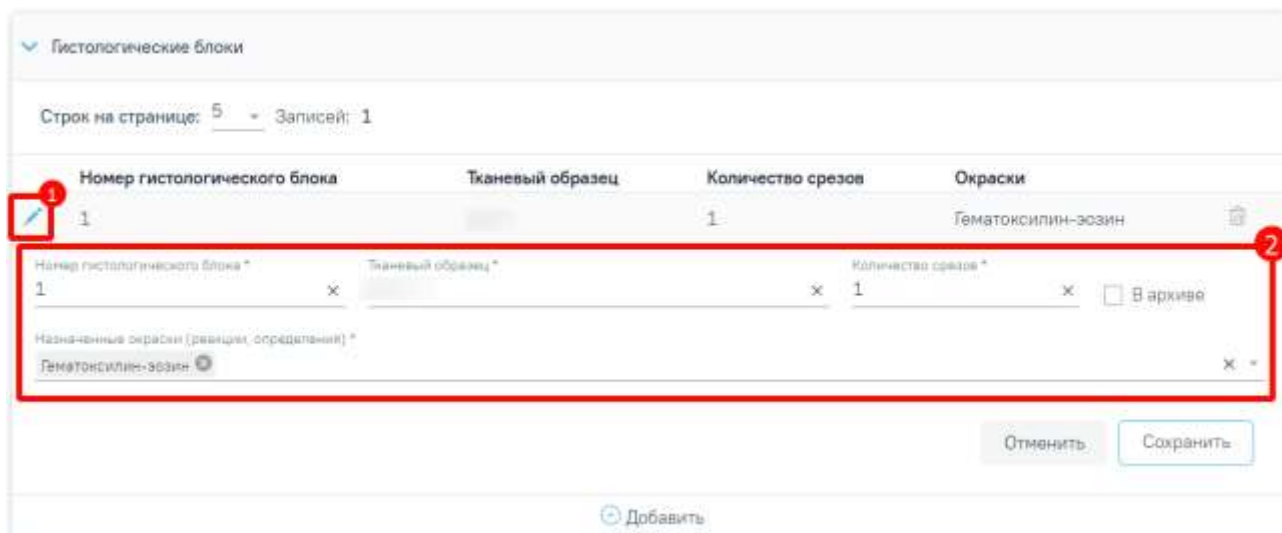 Гистологические блоки
Строк на странице: 5 Записей: 1
Номер гистологического блока Тканевый образец Количество срезов Окраски
1
1 1 Гематоксилин-эозин
2
Номер гистологического блока * Тканевый образец * Количество срезов *
1 1 В архиве
Назначенные окраски (реакции, определения) *
Гематоксилин-эозин
Отменить Сохранить
Добавить